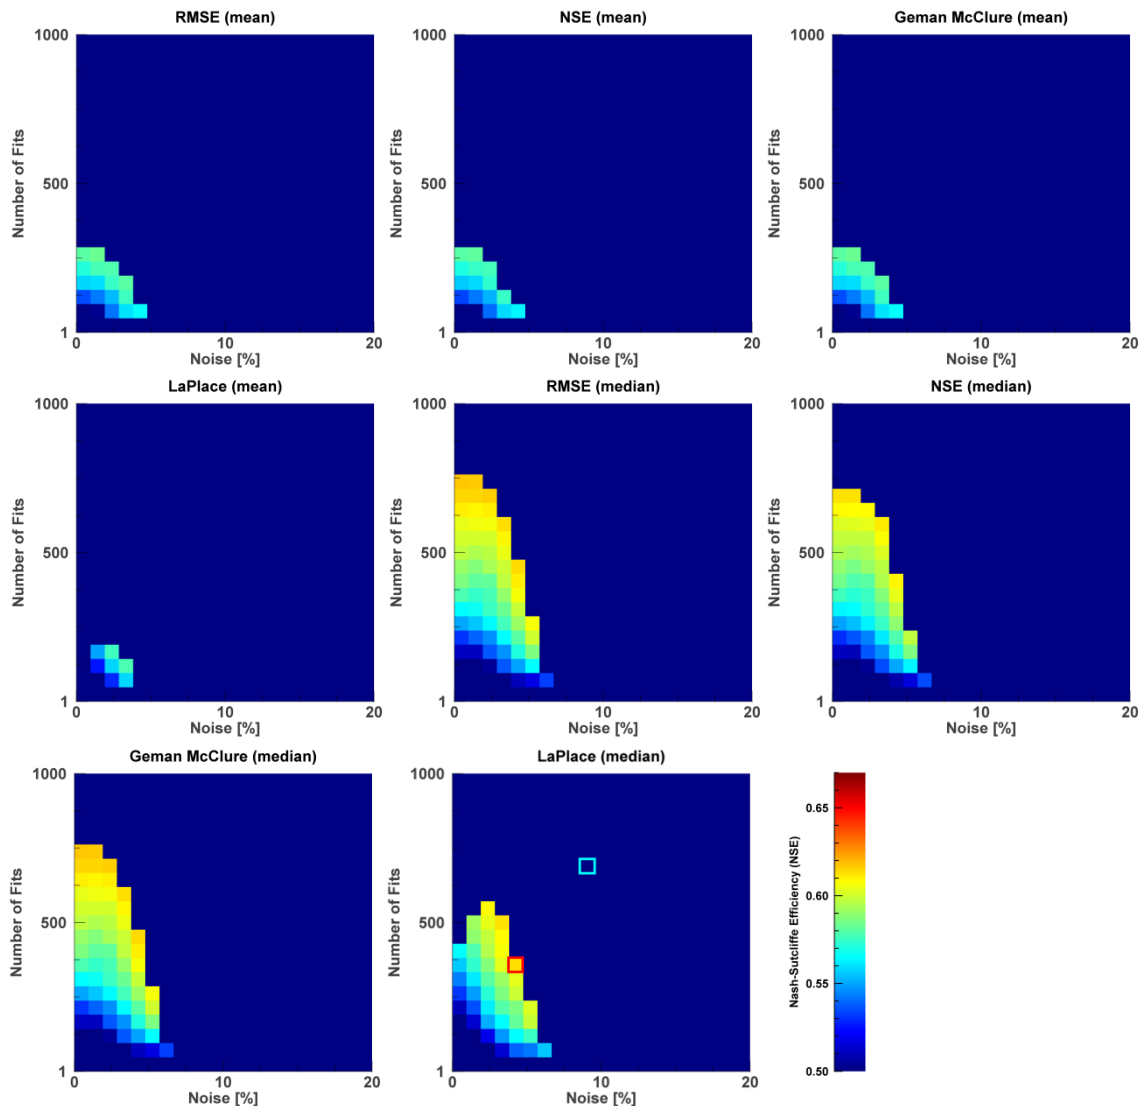 RMSE (mean)
NSE (mean)
Geman McClure (mean)
1000
500
1
Number of Fits
0
10
20
Noise [%]
1000
500
1
Number of Fits
0
10
20
Noise [%]
1000
500
1
Number of Fits
0
10
20
Noise [%]
LaPlace (mean)
RMSE (median)
NSE (median)
1000
500
1
Number of Fits
0
10
20
Noise [%]
1000
500
1
Number of Fits
0
10
20
Noise [%]
1000
500
1
Number of Fits
0
10
20
Noise [%]
Geman McClure (median)
LaPlace (median)
1000
500
1
Number of Fits
0
10
20
Noise [%]
1000
500
1
Number of Fits
0
10
20
Noise [%]
Nash-Sutcliffe Efficiency (NSE)
0.65
0.60
0.55
0.50